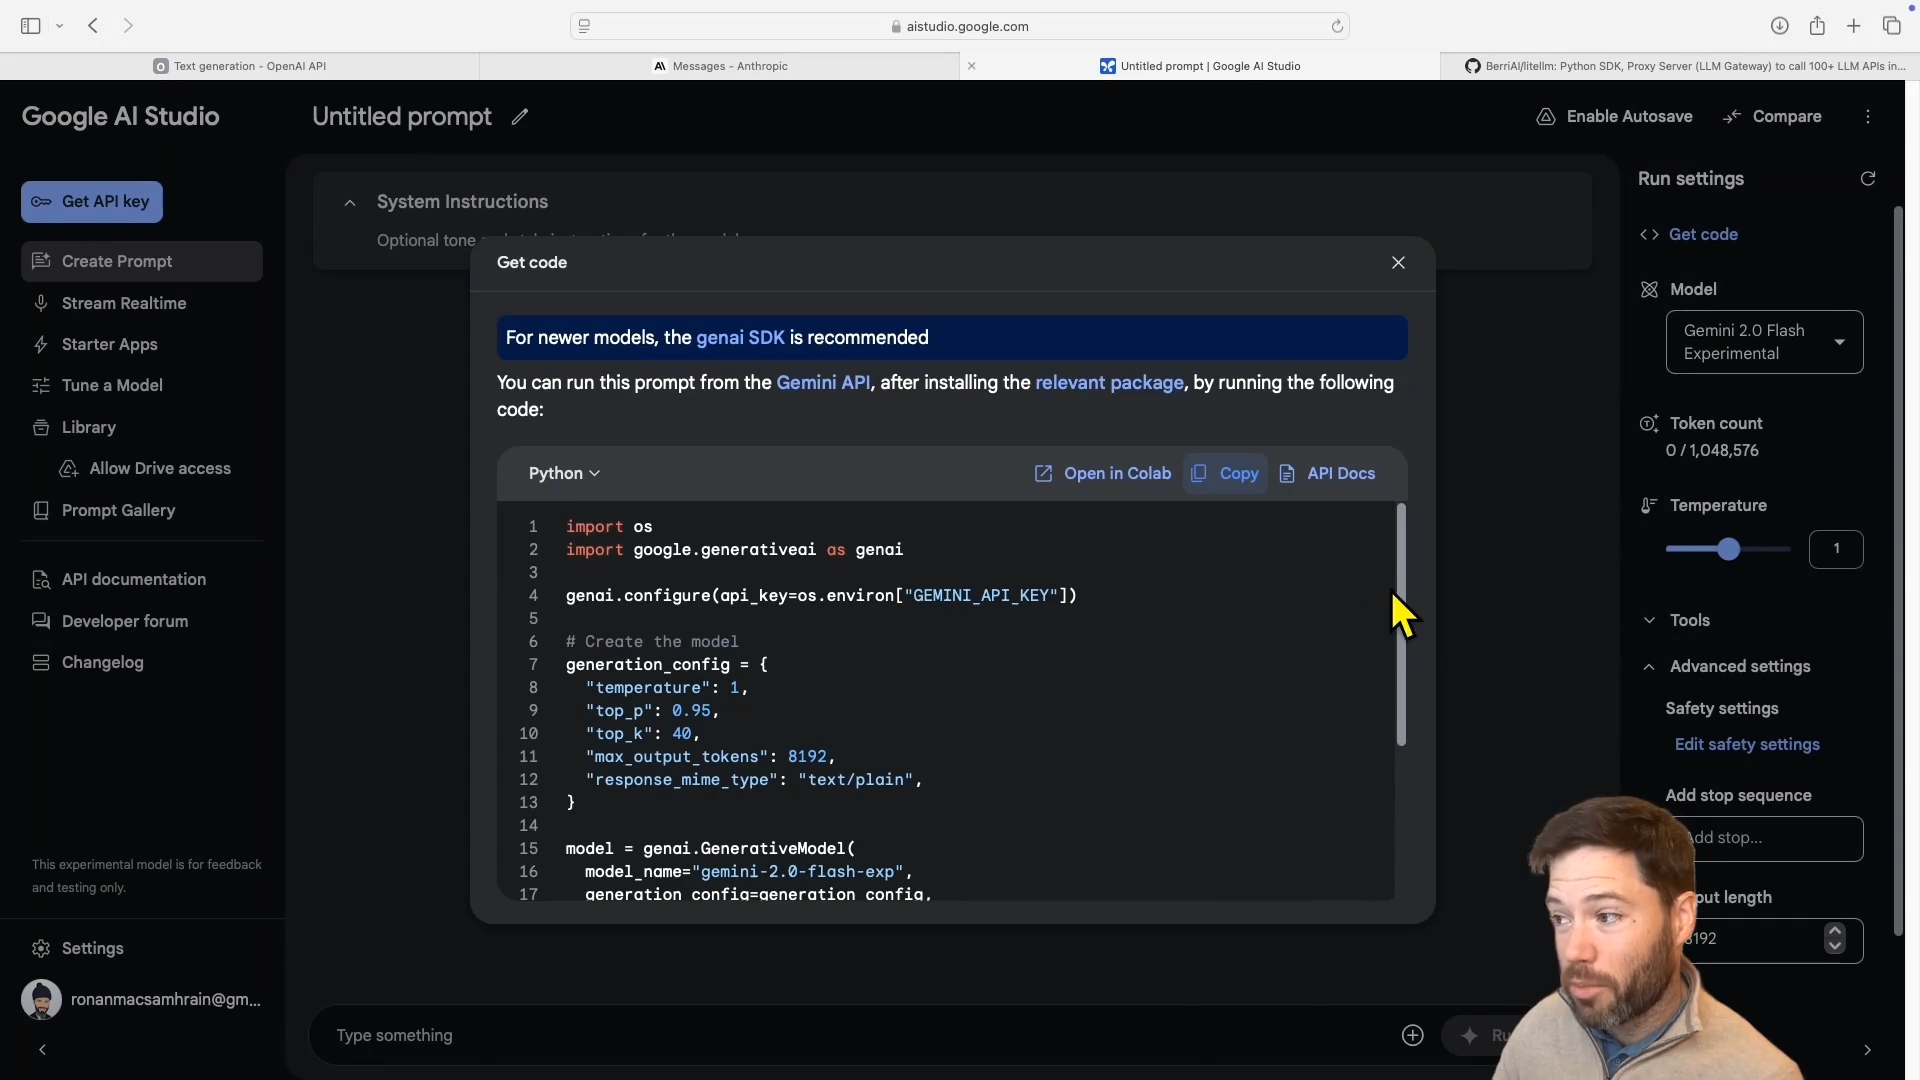 aistudio.google.com
Text generation - OpenAI API
Messages - Anthropic
Untitled prompt | Google AI Studio
BerriAI/litellm: Python SDK, Proxy Server (LLM Gateway) to call 100+ LLM APIs in...
Google AI Studio
Untitled prompt
Enable Autosave
Compare
Get API key
Create Prompt
Stream Realtime
Starter Apps
Tune a Model
Library
Allow Drive access
Prompt Gallery
API documentation
Developer forum
Changelog
This experimental model is for feedback
and testing only.
Settings
ronanmacsamhrain@gm...
System Instructions
Optional tone
Get code
For newer models, the genai SDK is recommended
You can run this prompt from the Gemini API, after installing the relevant package, by running the following
code:
Python
Open in Colab
Copy
API Docs
1 import os
2 import google.generativeai as genai
3
4 genai.configure(api_key=os.environ["GEMINI_API_KEY"])
5
6 # Create the model
7 generation_config = {
8 "temperature": 1,
9 "top_p": 0.95,
10 "top_k": 40,
11 "max_output_tokens": 8192,
12 "response_mime_type": "text/plain",
13 }
14
15 model = genai.GenerativeModel(
16 model_name="gemini-2.0-flash-exp",
17 generation_config=generation_config,
Type something
Run settings
Get code
Model
Gemini 2.0 Flash
Experimental
Token count
0 / 1,048,576
Temperature
1
Tools
Advanced settings
Safety settings
Edit safety settings
Add stop sequence
dd stop...
put length
8192